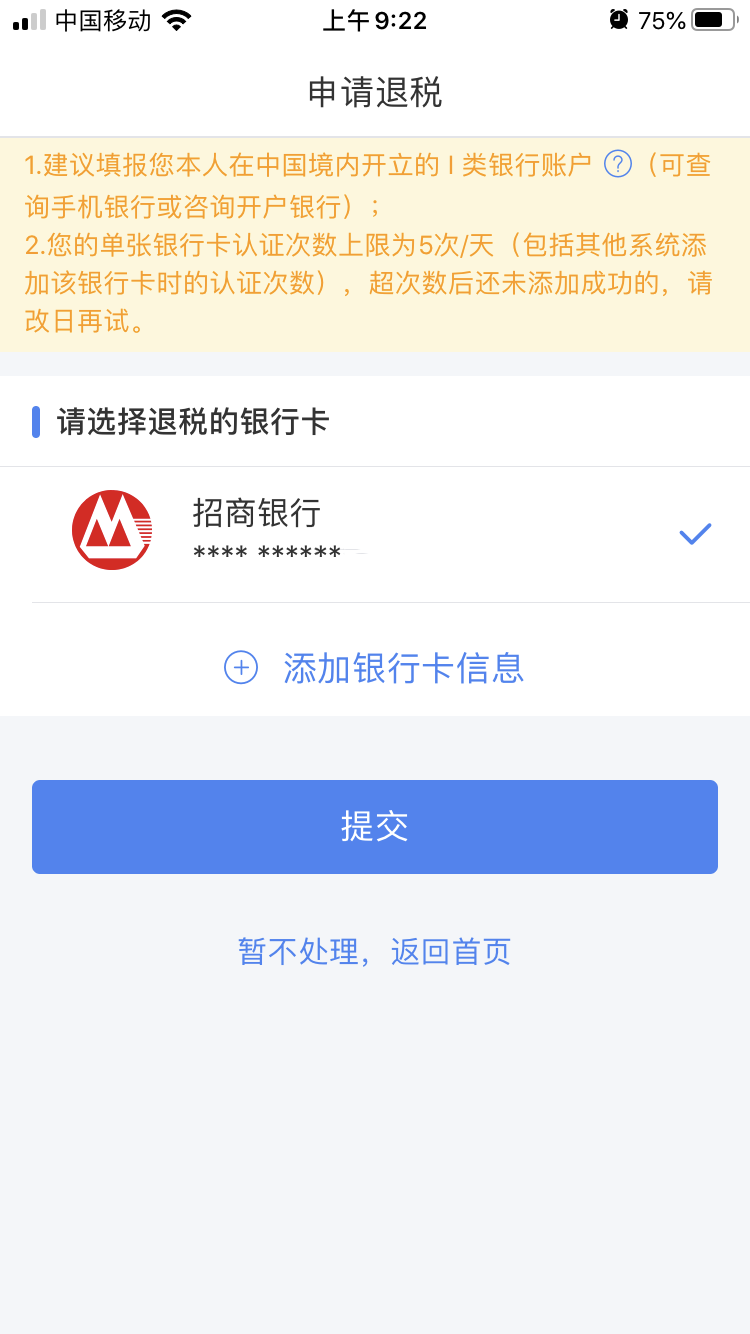 中国移动 上午9:22 75%
申请退税
1.建议填报您本人在中国境内开立的 I 类银行账户 ?（可查
询手机银行或咨询开户银行）；
2.您的单张银行卡认证次数上限为5次/天（包括其他系统添
加该银行卡时的认证次数），超次数后还未添加成功的，请
改日再试。
请选择退税的银行卡
招商银行
**** ******
添加银行卡信息
提交
暂不处理，返回首页